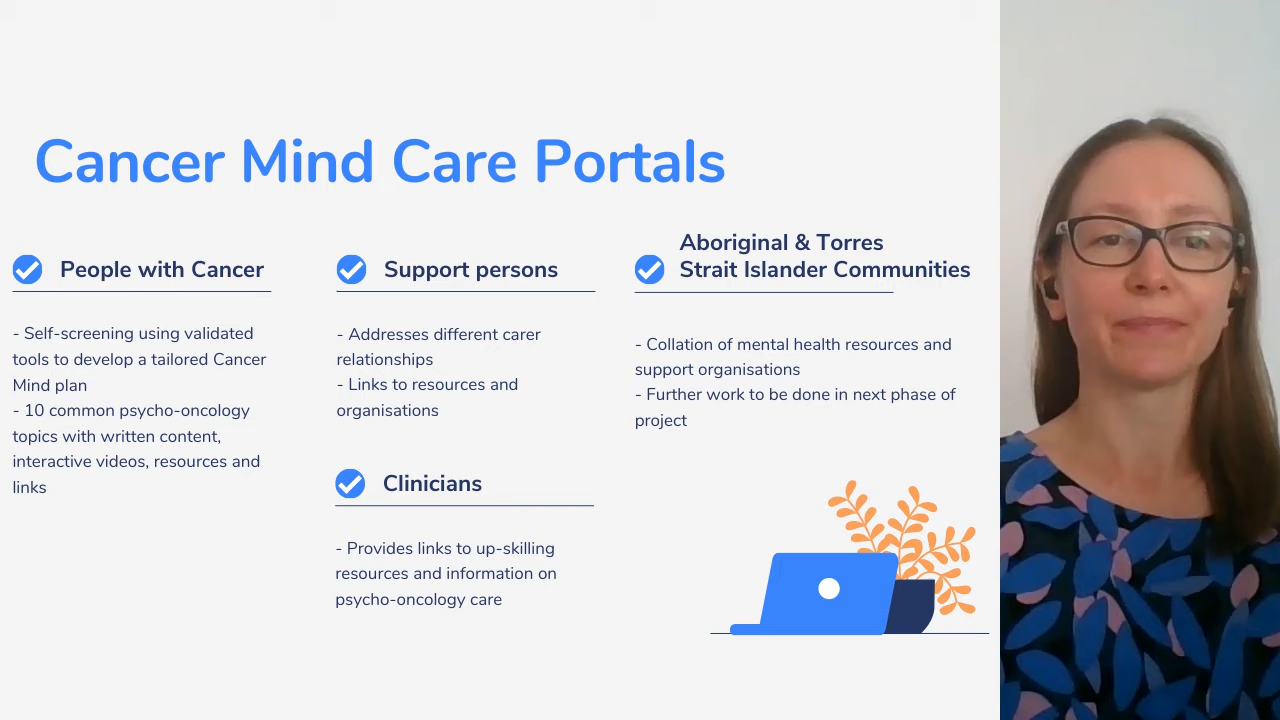 Cancer Mind Care Portals
People with Cancer
- Self-screening using validated
tools to develop a tailored Cancer
Mind plan
- 10 common psycho-oncology
topics with written content,
interactive videos, resources and
links
Support persons
- Addresses different carer
relationships
- Links to resources and
organisations
Clinicians
- Provides links to up-skilling
resources and information on
psycho-oncology care
Aboriginal & Torres
Strait Islander Communities
- Collation of mental health resources and
support organisations
- Further work to be done in next phase of
project